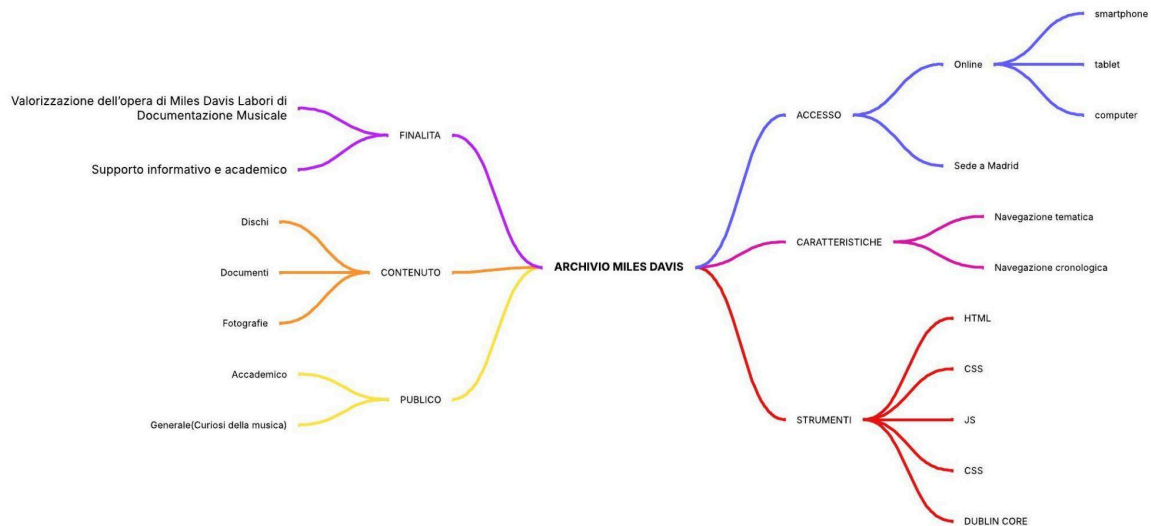 Valorizzazione dell'opera di Miles Davis Labori di
Documentazione Musicale
Supporto informativo e academico
FINALITA
Dischi
Documenti
Fotografie
CONTENUTO
Accademico
Generale(Curiosi della musica)
PUBLICO
ARCHIVIO MILES DAVIS
ACCESSO
Online
smartphone
tablet
computer
Sede a Madrid
CARATTERISTICHE
Navegazione tematica
Navegazione cronologica
STRUMENTI
HTML
CSS
JS
CSS
DUBLIN CORE